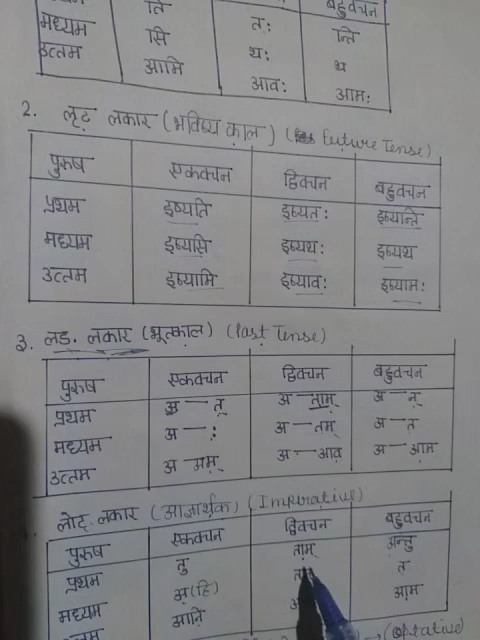 ति बहुवचन
मध्यम सि तः न्ति
उत्तम आमि थः थ
आवः आमः
2. लृट् लकार (भविष्य काल) (Future Tense)
पुरुष एकवचन द्विवचन बहुवचन
प्रथम इष्यति इष्यतः इष्यन्ति
मध्यम इष्यसि इष्यथः इष्यथ
उत्तम इष्यामि इष्यावः इष्यामः
3. लङ. लकार (भूतकाल) (Past Tense)
पुरुष एकवचन द्विवचन बहुवचन
प्रथम अ — त् अ — ताम् अ — न्
मध्यम अ — : अ — तम् अ — त
उत्तम अ — अम् अ — आव अ — आम
लोट् लकार (आज्ञार्थक) (Imperative)
पुरुष एकवचन द्विवचन बहुवचन
प्रथम तु ताम् अन्तु
मध्यम अ (हि) त
आनि आम